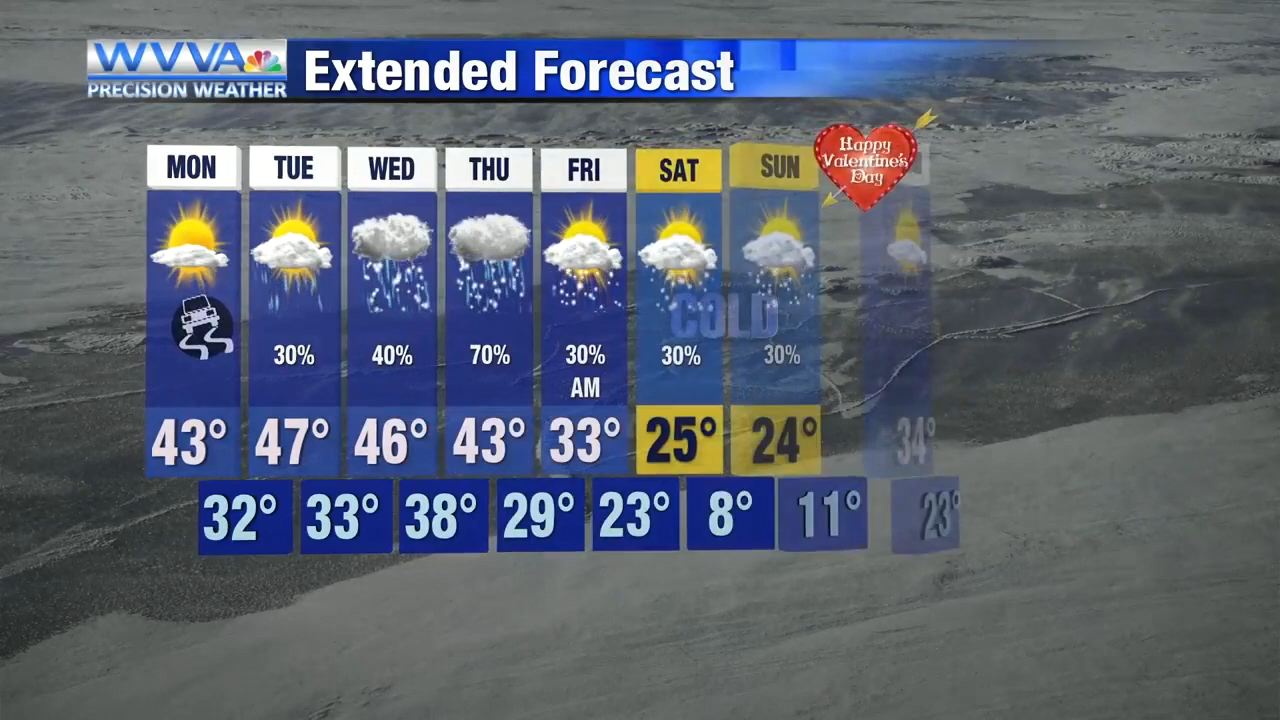 WVVA
PRECISION WEATHER
Extended Forecast
Happy
Valentine's
Day
MON TUE WED THU FRI SAT SUN
COLD
30% 40% 70% 30% 30% 30%
AM
43° 47° 46° 43° 33° 25° 24° 34°
32° 33° 38° 29° 23° 8° 11° 23°